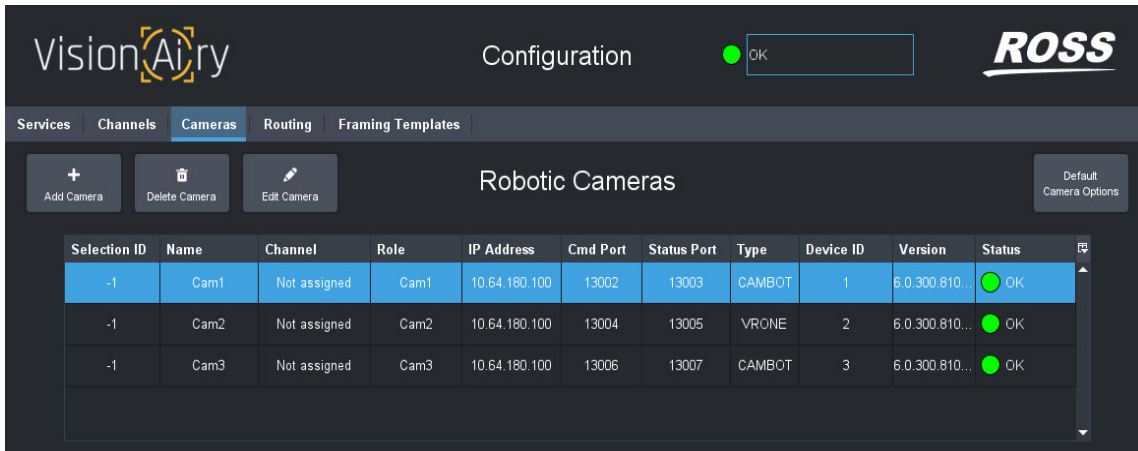 VisionAiry
Configuration
OK
ROSS
Services Channels Cameras Routing Framing Templates
Add Camera Delete Camera Edit Camera
Robotic Cameras
Default
Camera Options
Selection ID Name Channel Role IP Address Cmd Port Status Port Type Device ID Version Status
-1 Cam1 Not assigned Cam1 10.64.180.100 13002 13003 CAMBOT 1 6.0.300.810... OK
-1 Cam2 Not assigned Cam2 10.64.180.100 13004 13005 VRONE 2 6.0.300.810... OK
-1 Cam3 Not assigned Cam3 10.64.180.100 13006 13007 CAMBOT 3 6.0.300.810... OK